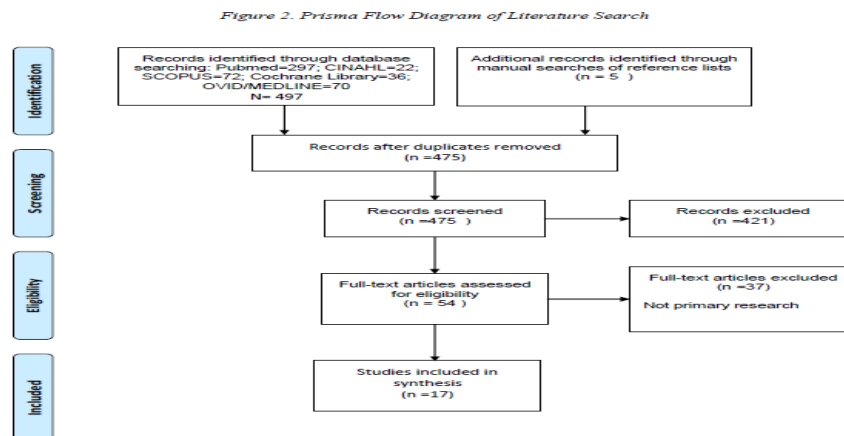 Figure 2. Prisma Flow Diagram of Literature Search
Identification
Records identified through database
searching: Pubmed=297; CINAHL=22;
SCOPUS=72; Cochrane Library=36;
OVID/MEDLINE=70
N= 497
Additional records identified through
manual searches of reference lists
(n = 5 )
Records after duplicates removed
(n =475)
Screening
Records screened
(n =475 )
Records excluded
(n =421)
Eligibility
Full-text articles assessed
for eligibility
(n = 54 )
Full-text articles excluded
(n =37)
Not primary research
Included
Studies included in
synthesis
(n =17)